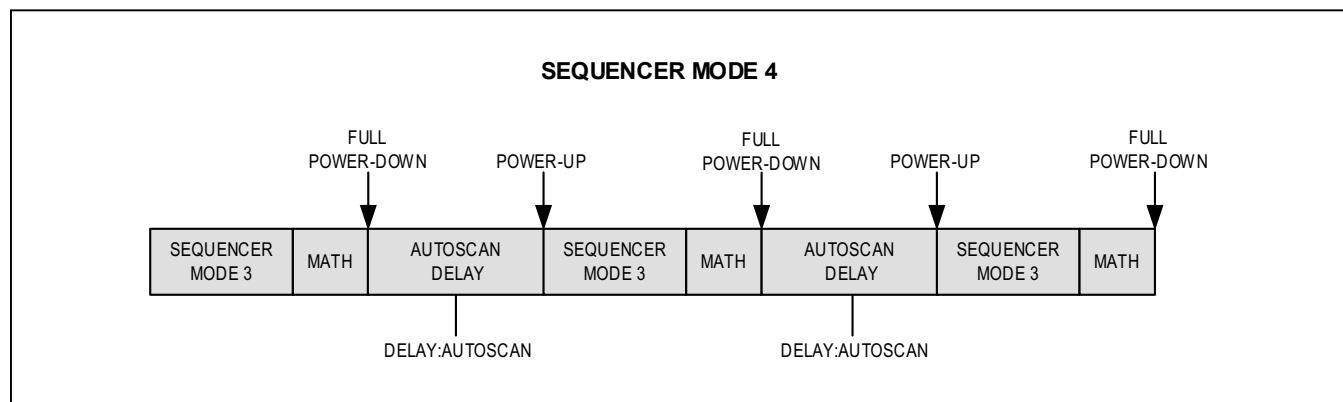 SEQUENCER MODE 4
FULL
POWER-DOWN
POWER-UP
FULL
POWER-DOWN
POWER-UP
FULL
POWER-DOWN
SEQUENCER
MODE 3
MATH
AUTOSCAN
DELAY
SEQUENCER
MODE 3
MATH
AUTOSCAN
DELAY
SEQUENCER
MODE 3
MATH
DELAY:AUTOSCAN
DELAY:AUTOSCAN